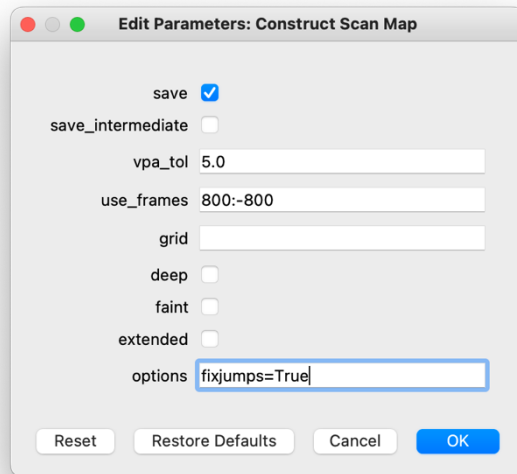 Edit Parameters: Construct Scan Map
save
save_intermediate
vpa_tol 5.0
use_frames 800:-800
grid
deep
faint
extended
options fixjumps=True
Reset Restore Defaults Cancel OK